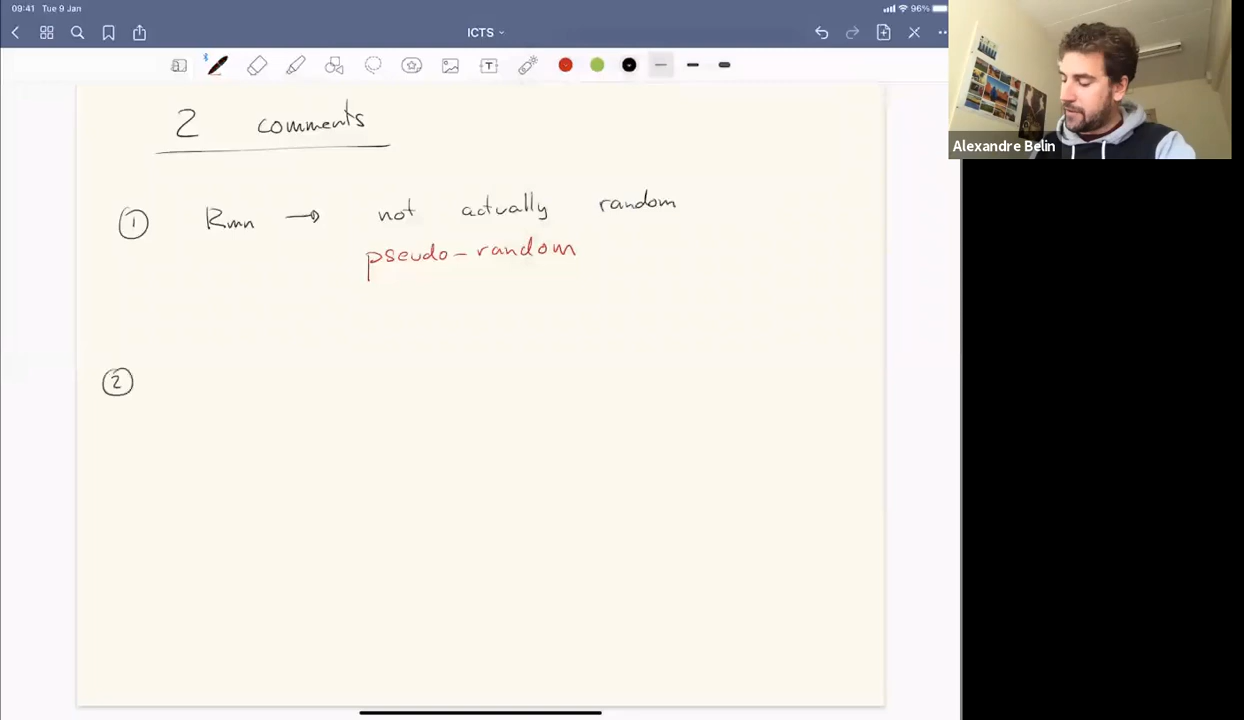 09:41 Tue 9 Jan
96%
ICTS
Alexandre Belin
2 comments
① Rmn → not actually random
pseudo-random
②